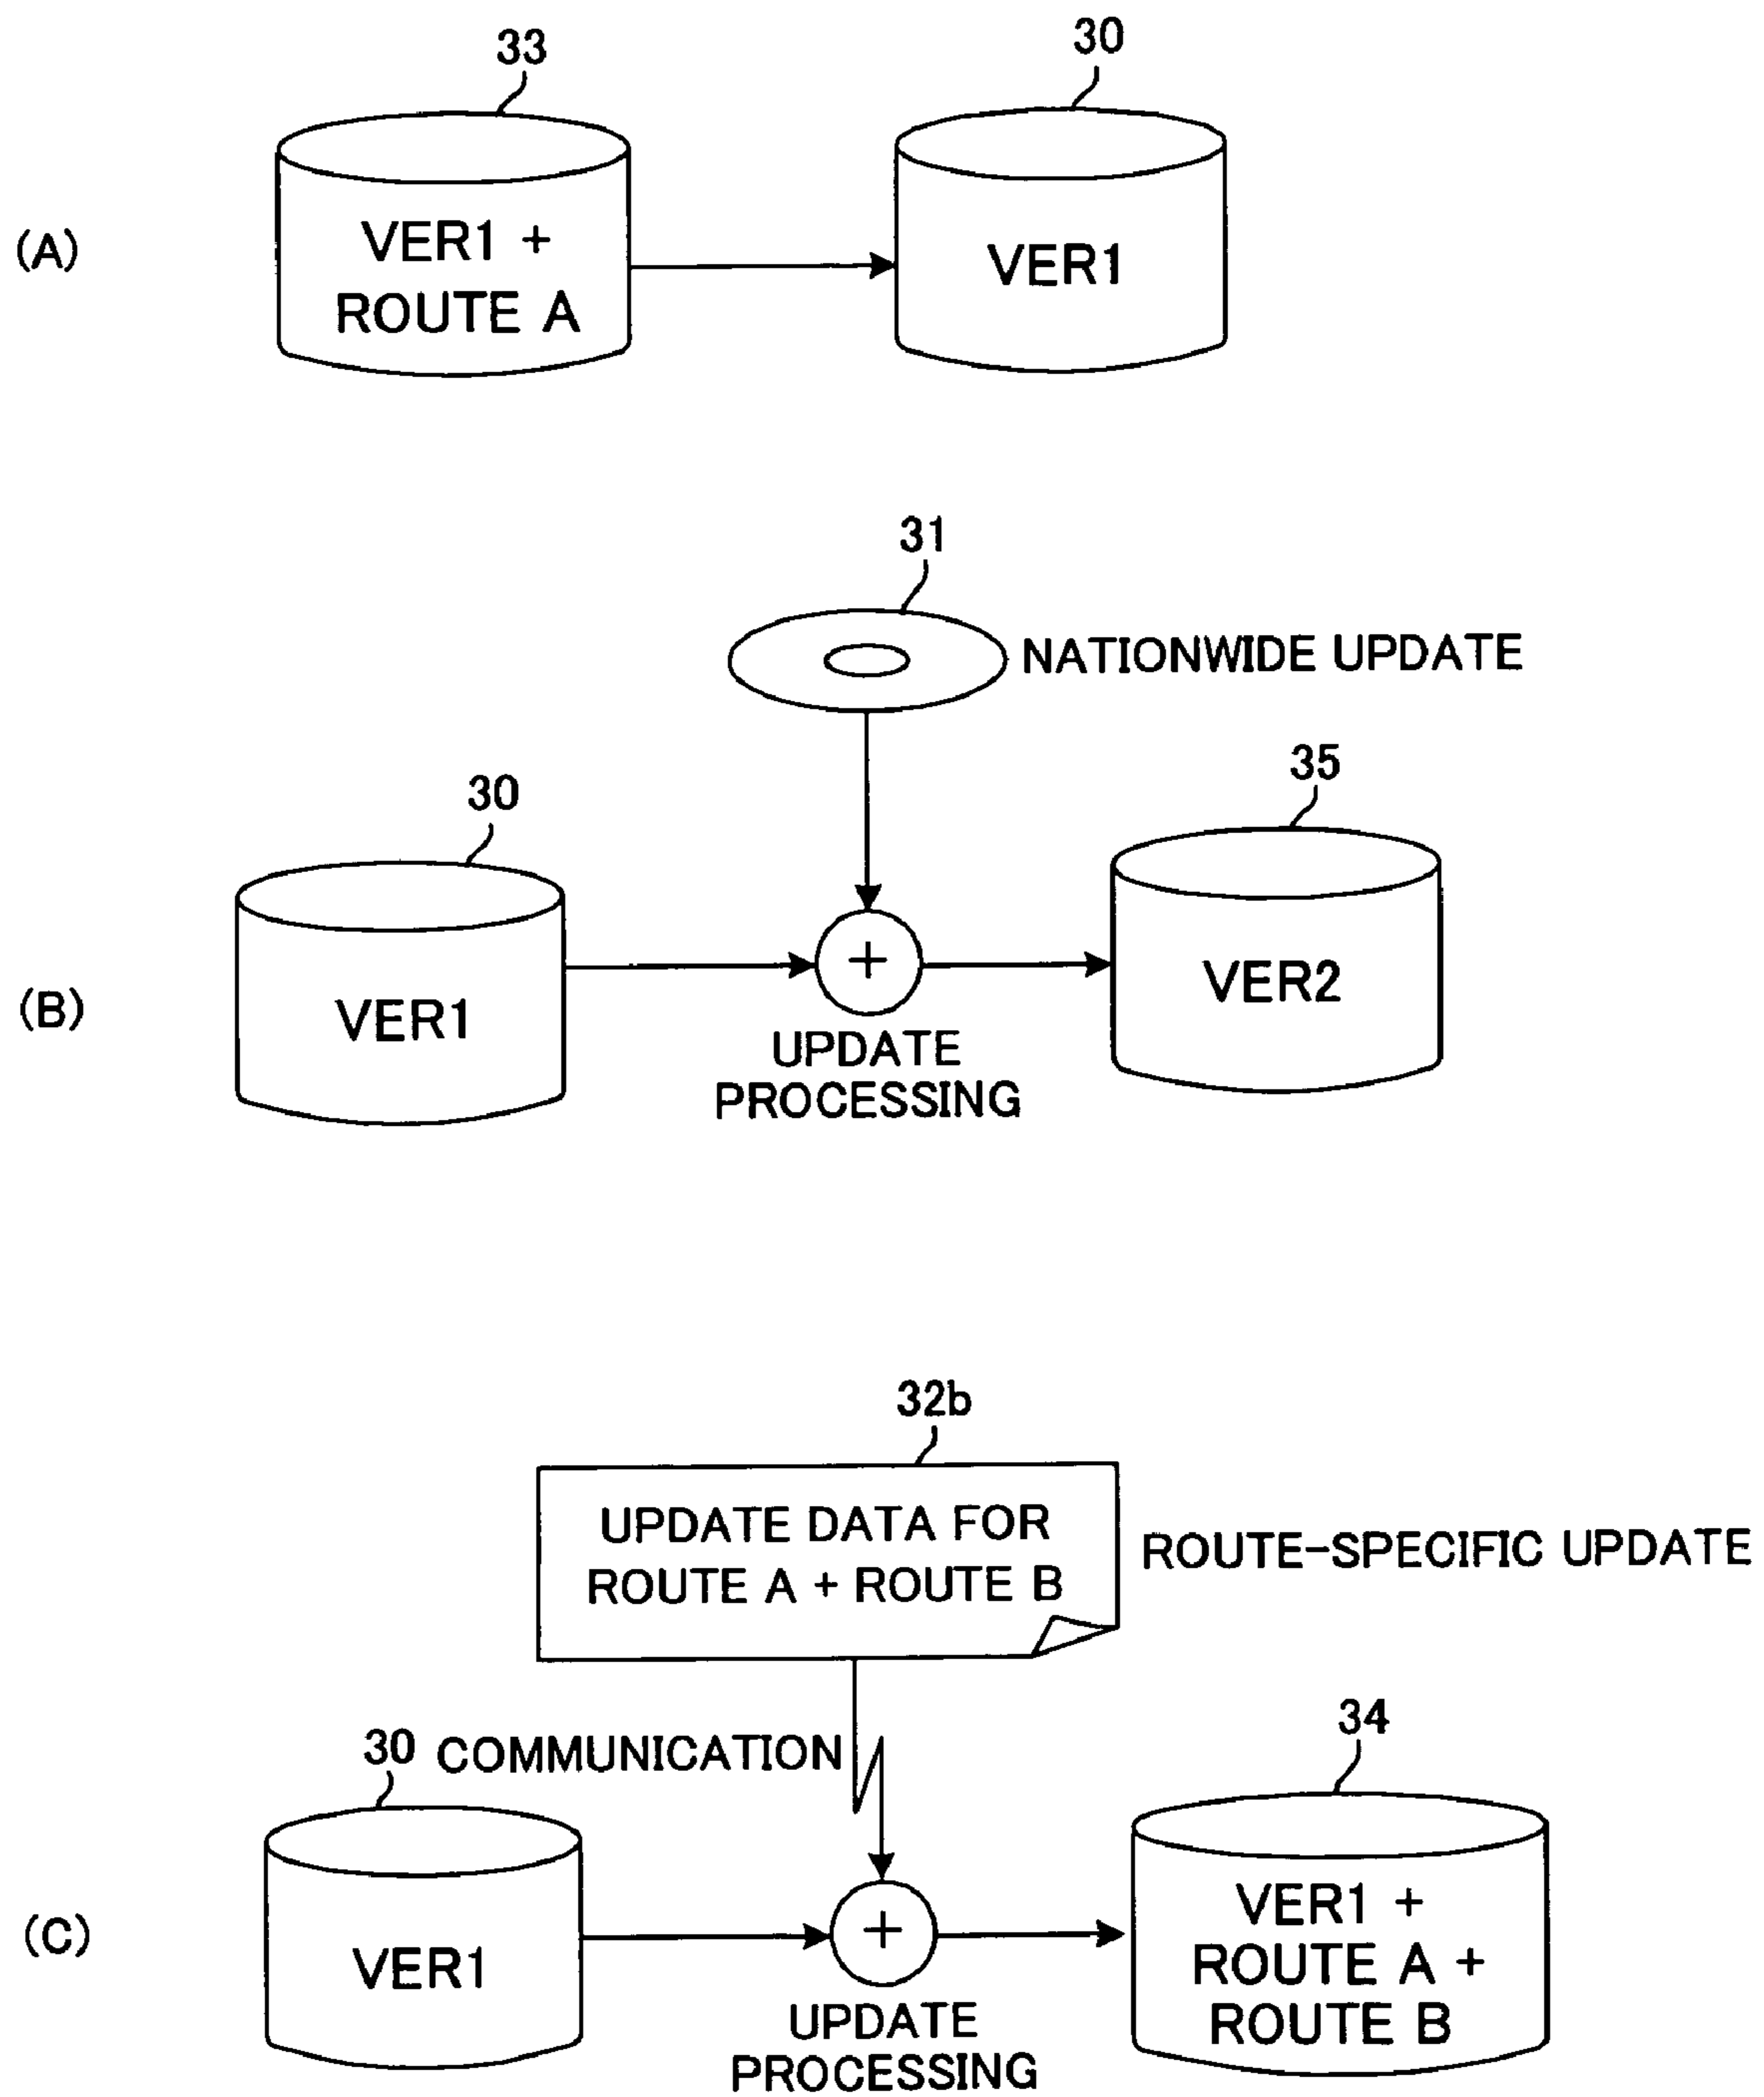 33
30
(A)
VER1 +
ROUTE A
VER1
31
NATIONWIDE UPDATE
30
35
(B)
VER1
+
UPDATE
PROCESSING
VER2
32b
UPDATE DATA FOR
ROUTE A + ROUTE B
ROUTE-SPECIFIC UPDATE
30
COMMUNICATION
34
(C)
VER1
+
UPDATE
PROCESSING
VER1 +
ROUTE A +
ROUTE B